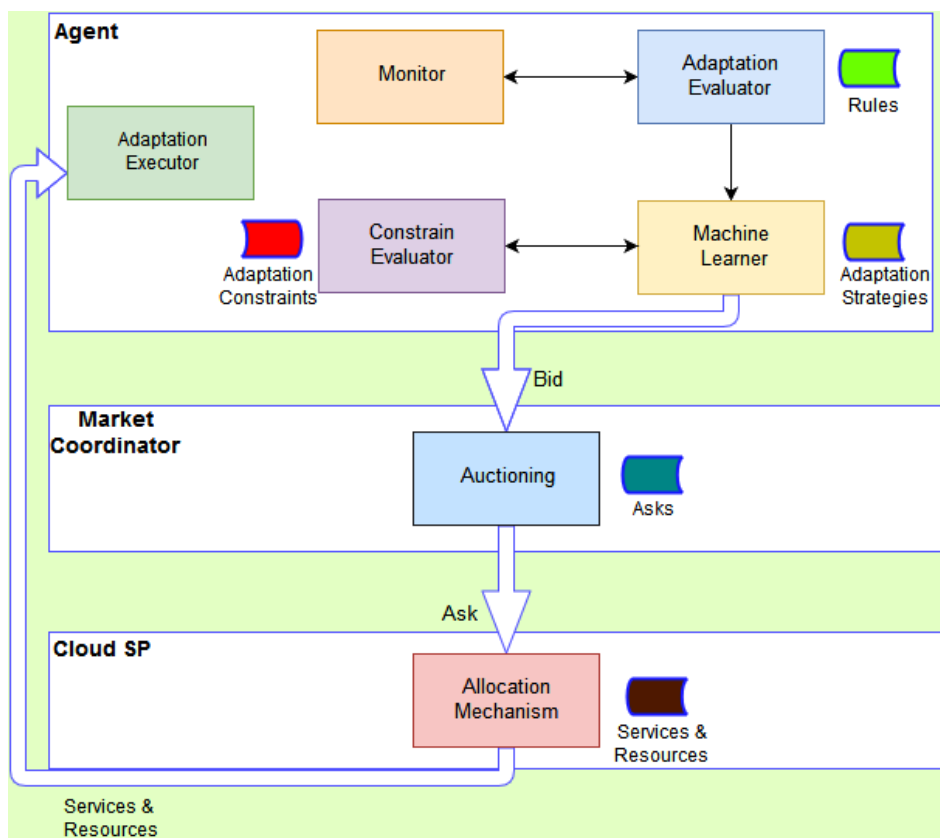 Agent
Monitor
Adaptation
Evaluator
Rules
Adaptation
Executor
Constrain
Evaluator
Adaptation
Constraints
Machine
Learner
Adaptation
Strategies
Bid
Market
Coordinator
Auctioning
Asks
Ask
Cloud SP
Allocation
Mechanism
Services &
Resources
Services &
Resources